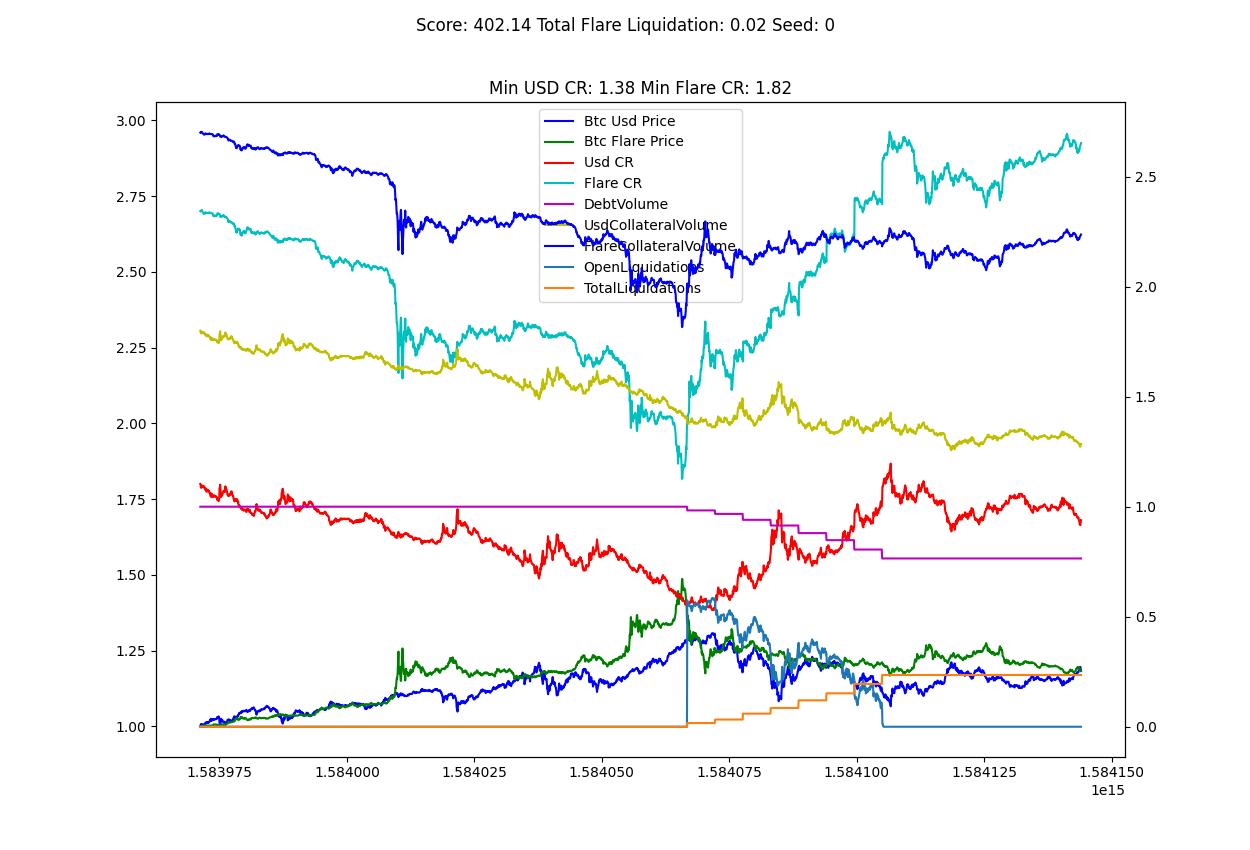 Score: 402.14 Total Flare Liquidation: 0.02 Seed: 0
Min USD CR: 1.38 Min Flare CR: 1.82
Btc Usd Price
Btc Flare Price
Usd CR
Flare CR
DebtVolume
UsdCollateralVolume
FlareCollateralVolume
OpenLiquidations
TotalLiquidations
3.00
2.75
2.50
2.25
2.00
1.75
1.50
1.25
1.00
2.5
2.0
1.5
1.0
0.5
0.0
1.583975
1.584000
1.584025
1.584050
1.584075
1.584100
1.584125
1.584150
1e15